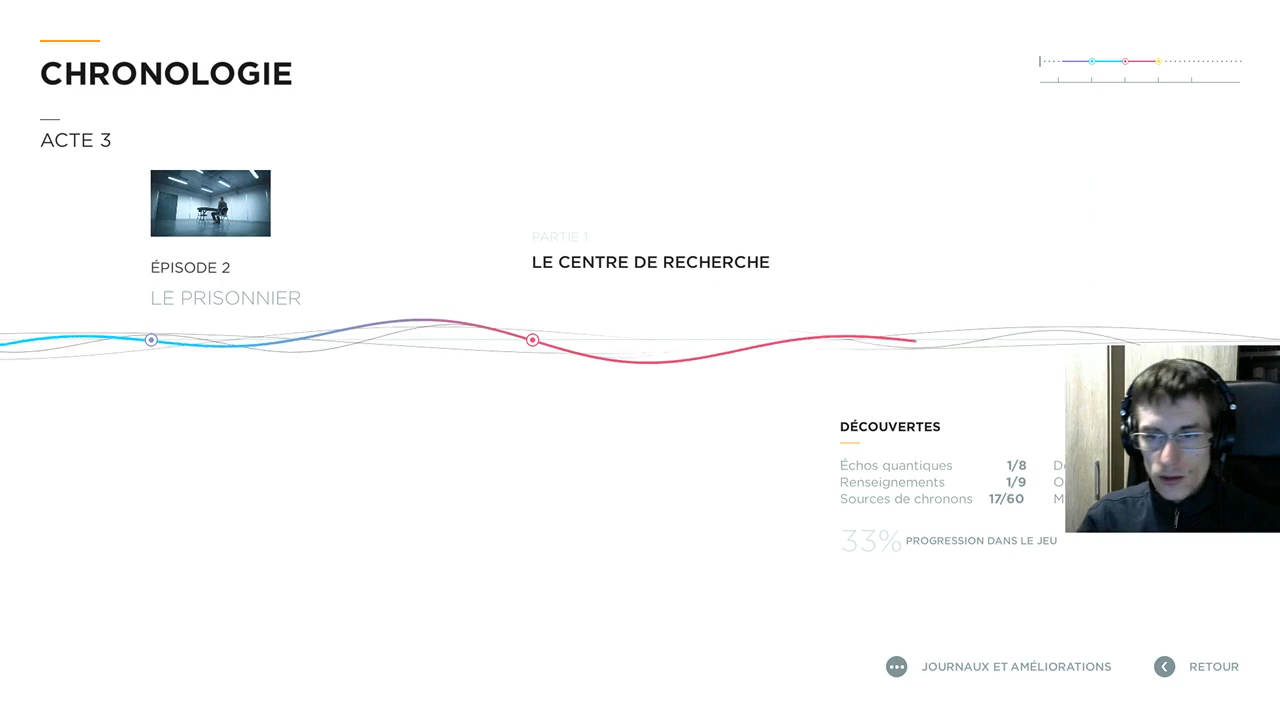 CHRONOLOGIE
ACTE 3
ÉPISODE 2
LE PRISONNIER
PARTIE 1
LE CENTRE DE RECHERCHE
DÉCOUVERTES
Échos quantiques 1/8
Renseignements 1/9
Sources de chronons 17/60
33% PROGRESSION DANS LE JEU
JOURNAUX ET AMÉLIORATIONS
RETOUR